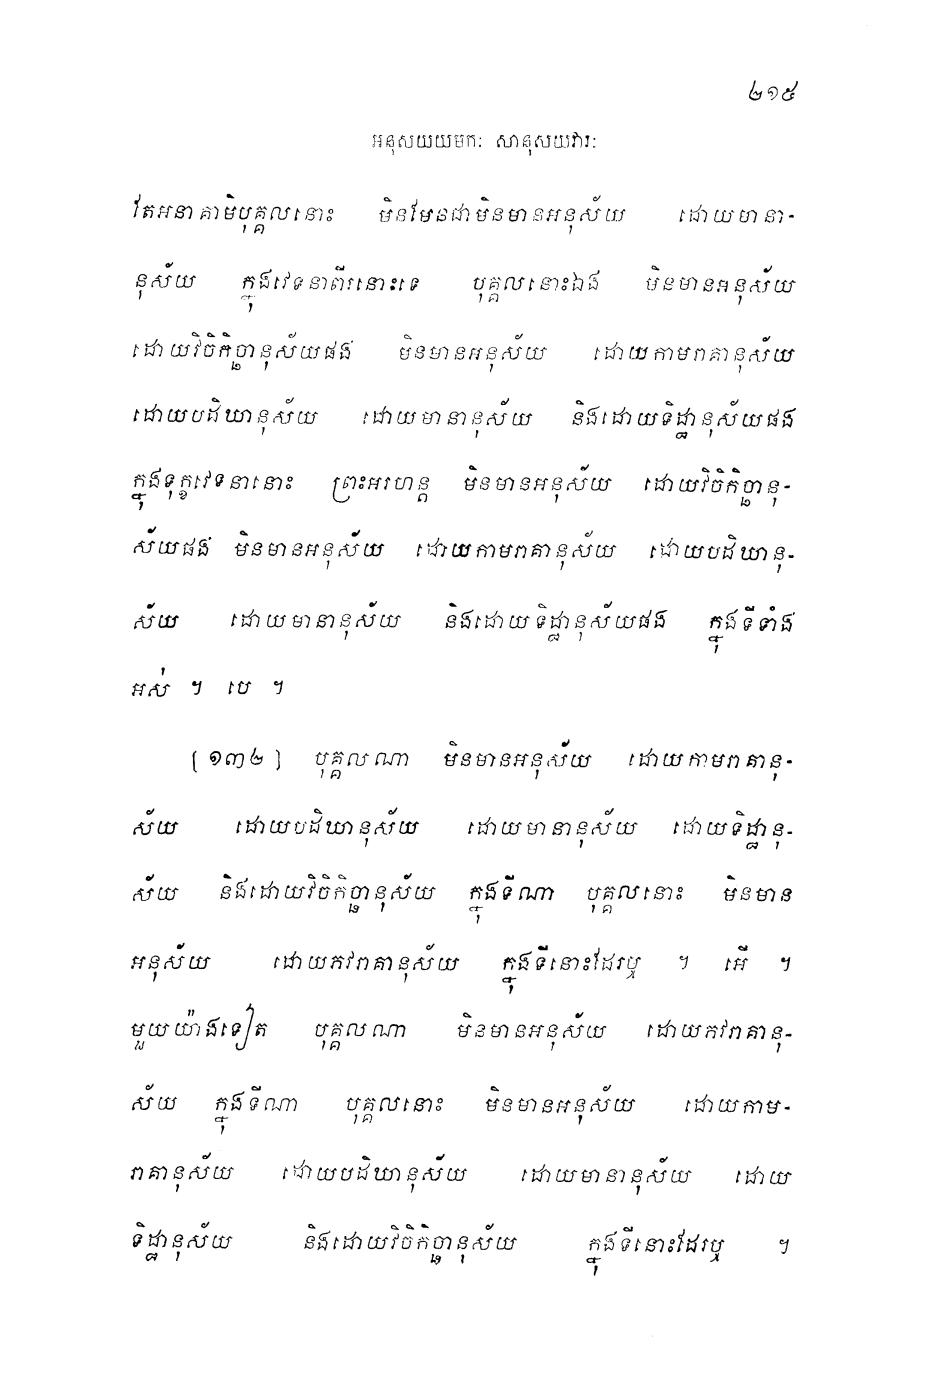 ២១៥
អនុសយយមកៈ សានុសយវារៈ
តែអនាគាមិបុគ្គលនោះ មិនមែនជាមិនមានអនុស័យ ដោយមានា-
នុស័យ ក្នុងវេទនាពីរនោះទេ បុគ្គលនោះឯង មិនមានអនុស័យ
ដោយវិចិកិច្ឆានុស័យផង់ មិនមានអនុស័យ ដោយកាមរាគានុស័យ
ដោយបដិឃានុស័យ ដោយមានានុស័យ និងដោយទិដ្ឋានុស័យផង
ក្នុងទុក្ខវេទនានោះ ព្រះអរហន្ត មិនមានអនុស័យ ដោយវិចិកិច្ឆានុ-
ស័យផង់ មិនមានអនុស័យ ដោយកាមរាគានុស័យ ដោយបដិឃានុ-
ស័យ ដោយមានានុស័យ និងដោយទិដ្ឋានុស័យផង ក្នុងទីទាំង
អស់ ។ បេ ។
[១៣៤] បុគ្គលណា មិនមានអនុស័យ ដោយកាមរាគានុ-
ស័យ ដោយបដិឃានុស័យ ដោយមានានុស័យ ដោយទិដ្ឋានុ-
ស័យ និងដោយវិចិកិច្ឆានុស័យ ក្នុងទីណា បុគ្គលនោះ មិនមាន
អនុស័យ ដោយភវរាគានុស័យ ក្នុងទីនោះដែរឬ ។ អើ ។
មួយយ៉ាងទៀត បុគ្គលណា មិនមានអនុស័យ ដោយភវរាគានុ-
ស័យ ក្នុងទីណា បុគ្គលនោះ មិនមានអនុស័យ ដោយកាម-
រាគានុស័យ ដោយបដិឃានុស័យ ដោយមានានុស័យ ដោយ
ទិដ្ឋានុស័យ និងដោយវិចិកិច្ឆានុស័យ ក្នុងទីនោះដែរឬ ។